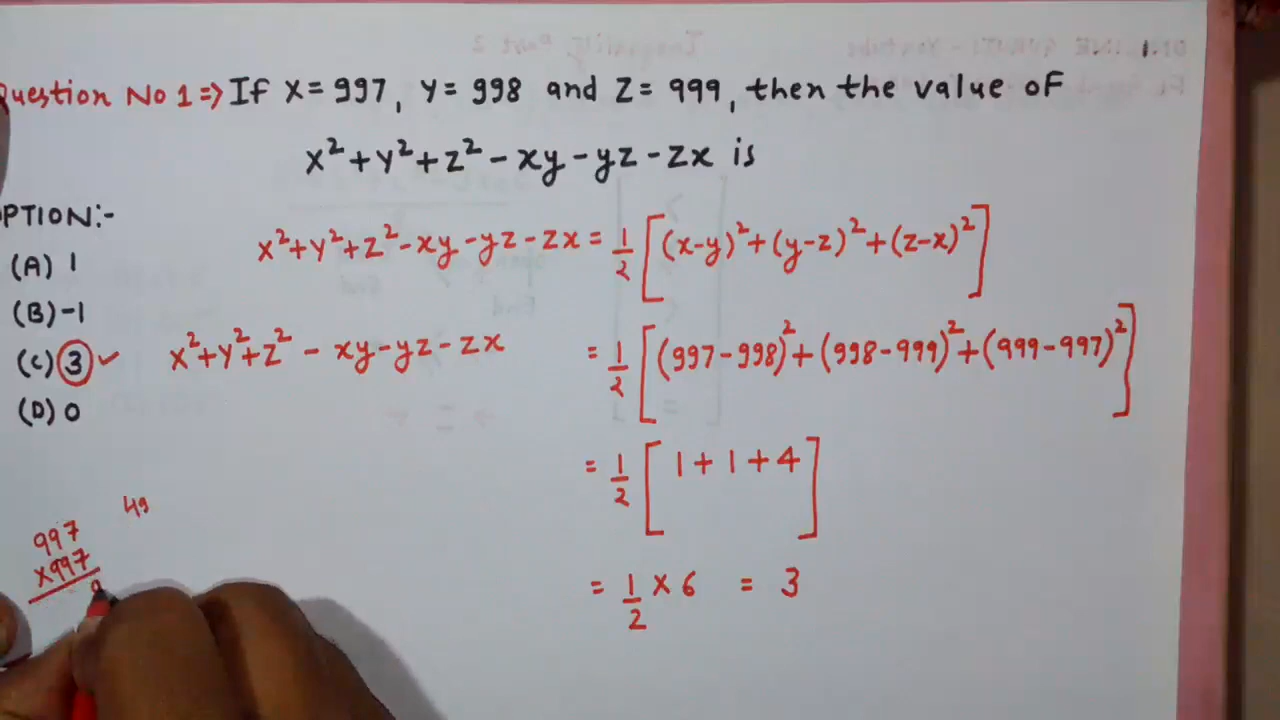 Question No 1 => If X = 997, Y = 998 and Z = 999, then the value of
x² + y² + z² - xy - yz - zx is
OPTION:-
(A) 1
(B) -1
(C) 3 ✓
(D) 0
x² + y² + z² - xy - yz - zx = 1/2 [(x-y)² + (y-z)² + (z-x)²]
x² + y² + z² - xy - yz - zx = 1/2 [(997-998)² + (998-999)² + (999-997)²]
= 1/2 [1 + 1 + 4]
= 1/2 × 6 = 3
49
997
×997
9